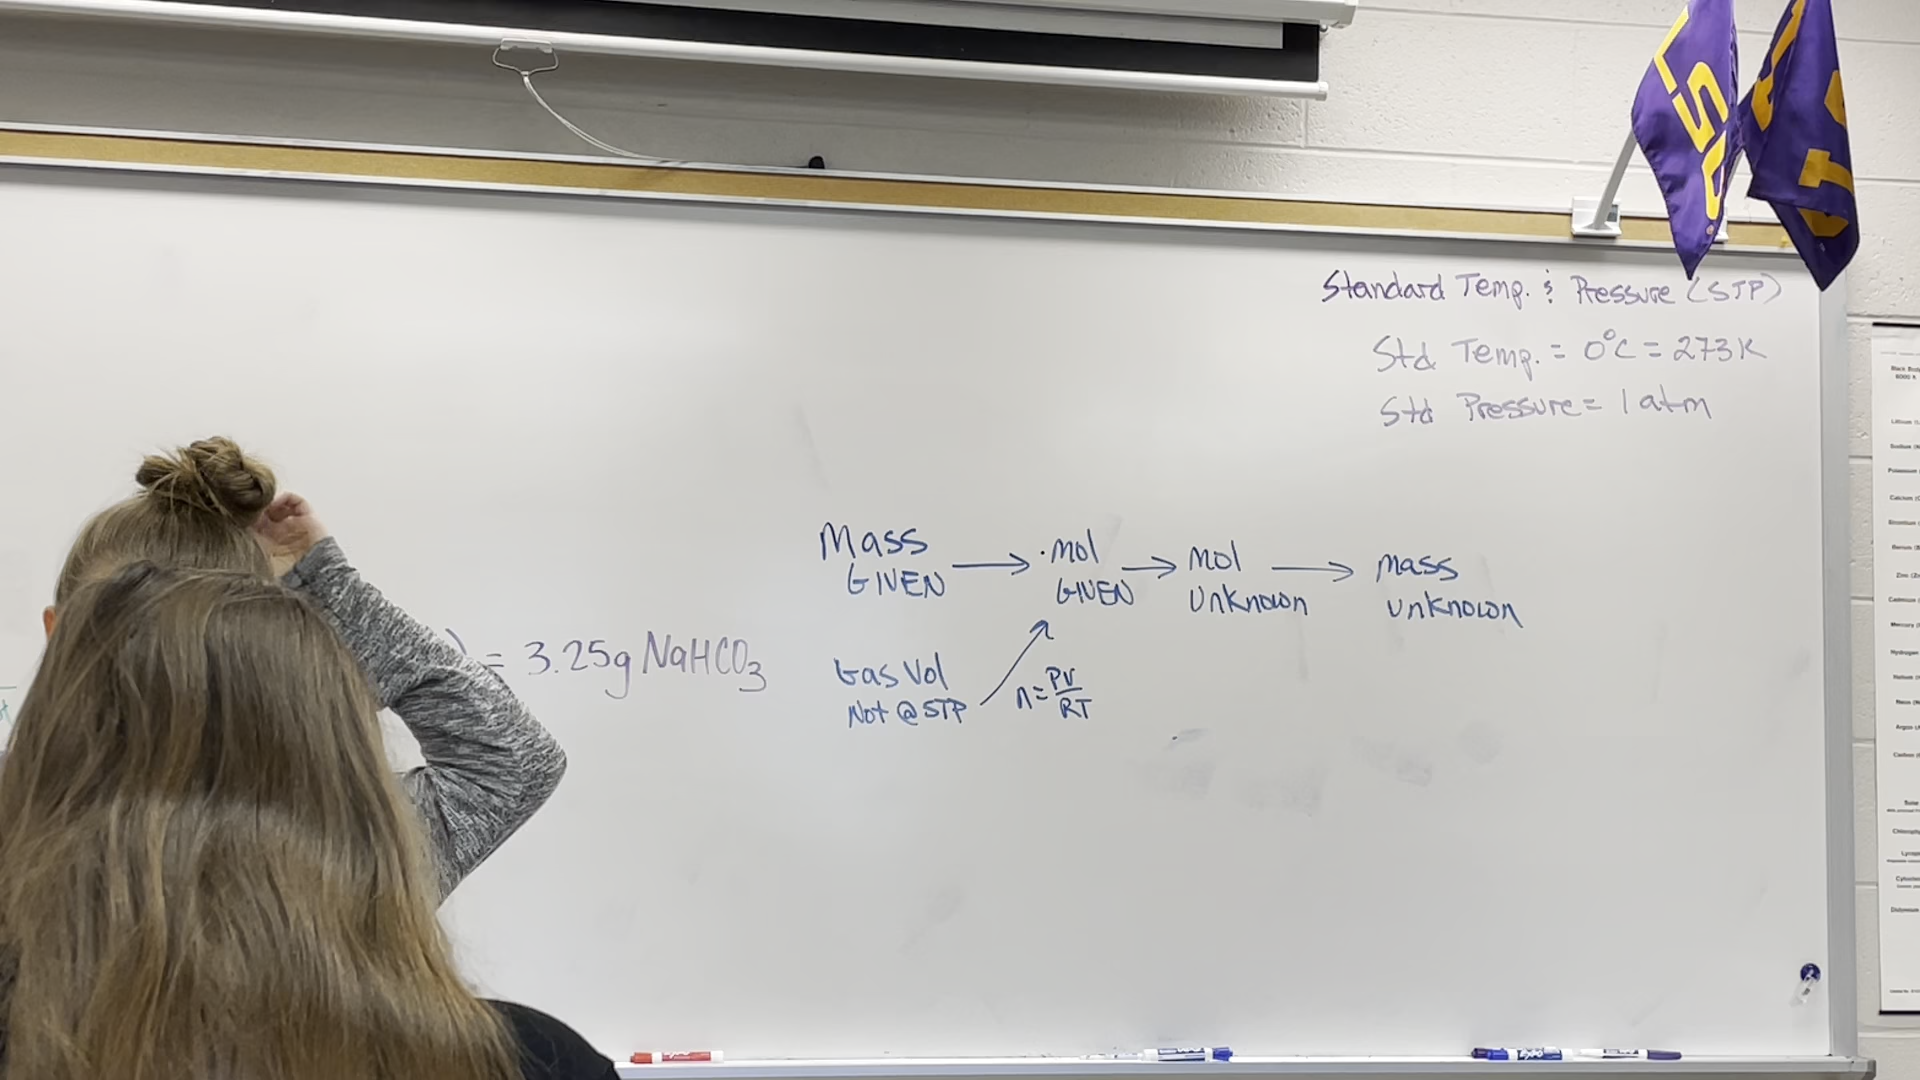 LSU
Standard Temp. & Pressure (STP)
Std Temp. = 0°C = 273K
Std Pressure = 1 atm
Mass GIVEN → mol GIVEN → mol Unknown → mass Unknown
) = 3.25g NaHCO3
Gas Vol
Not @ STP
n = PV/RT